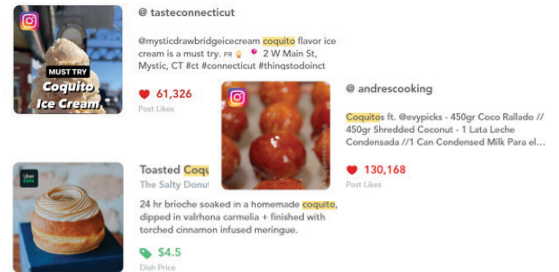 @ tasteconnecticut
@mysticdrawbridgeicecream coquito flavor ice
cream is a must try. PR 🍦 📍 2 W Main St,
Mystic, CT #ct #connecticut #thingstodoinct
61,326
Post Likes
MUST TRY
Coquito
Ice Cream
@ andrescooking
Coquitos ft. @evypicks - 450gr Coco Rallado //
450gr Shredded Coconut - 1 Lata Leche
Condensada //1 Can Condensed Milk Para el...
130,168
Post Likes
Uber
Eats
Toasted Coqu
The Salty Donut
24 hr brioche soaked in a homemade coquito,
dipped in valrhona carmelia + finished with
torched cinnamon infused meringue.
$4.5
Dish Price